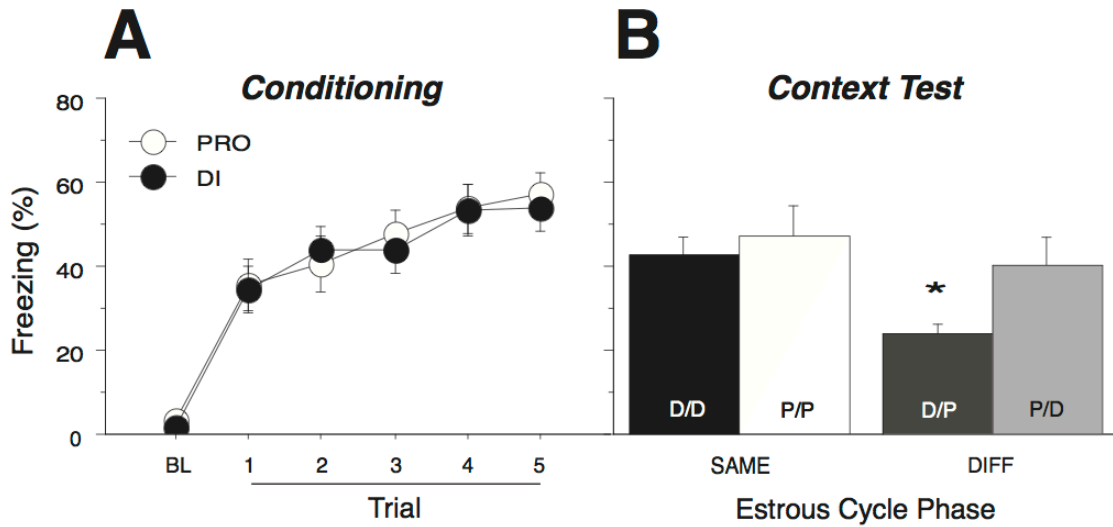 A
B
Conditioning
Context Test
80
60
40
20
0
Freezing (%)
PRO
DI
BL 1 2 3 4 5
Trial
*
D/D P/P D/P P/D
SAME DIFF
Estrous Cycle Phase